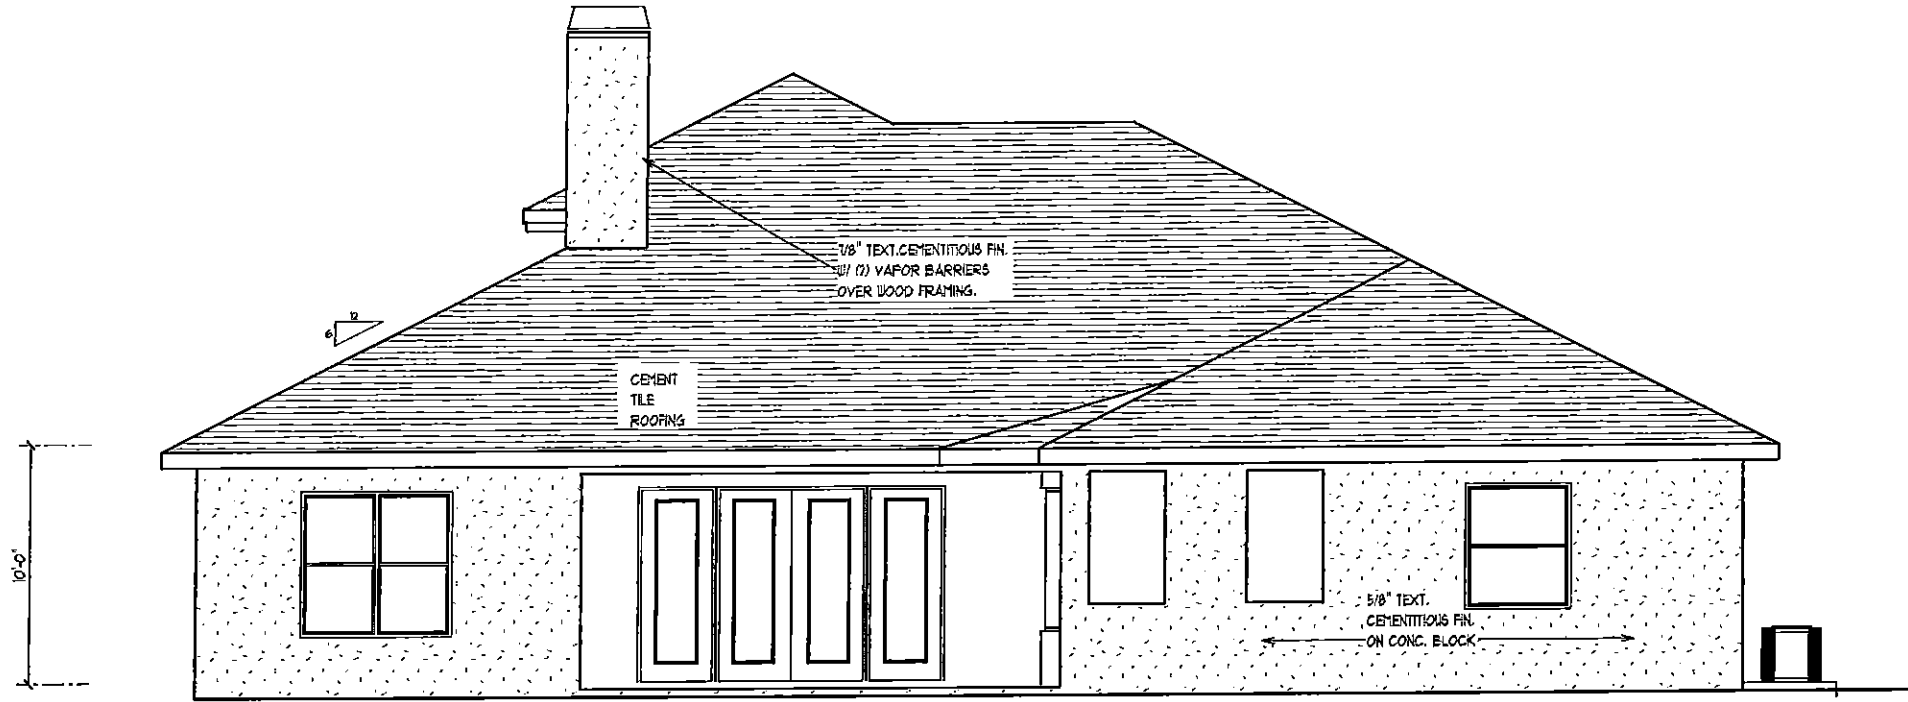 7/8" TEXT.CEMENTITIOUS FIN.
W/ (2) VAPOR BARRIERS
OVER WOOD FRAMING.
12
6
CEMENT
TILE
ROOFING
10'-0"
5/8" TEXT.
CEMENTITIOUS FIN.
ON CONC. BLOCK